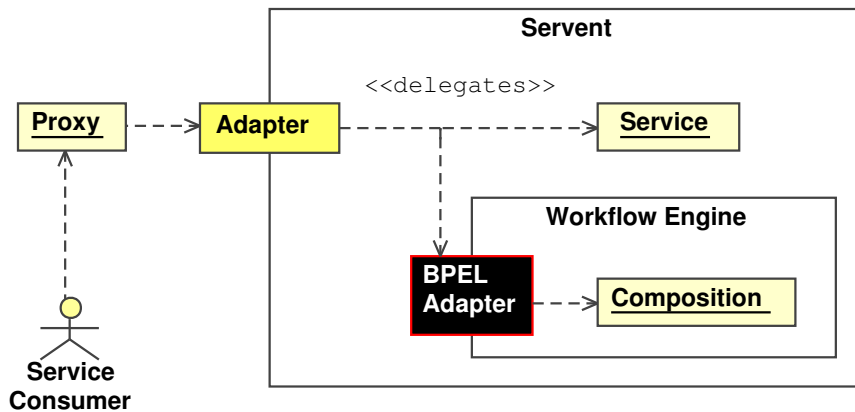 Servent
<<delegates>>
Proxy
Adapter
Service
Workflow Engine
BPEL
Adapter
Composition
Service
Consumer